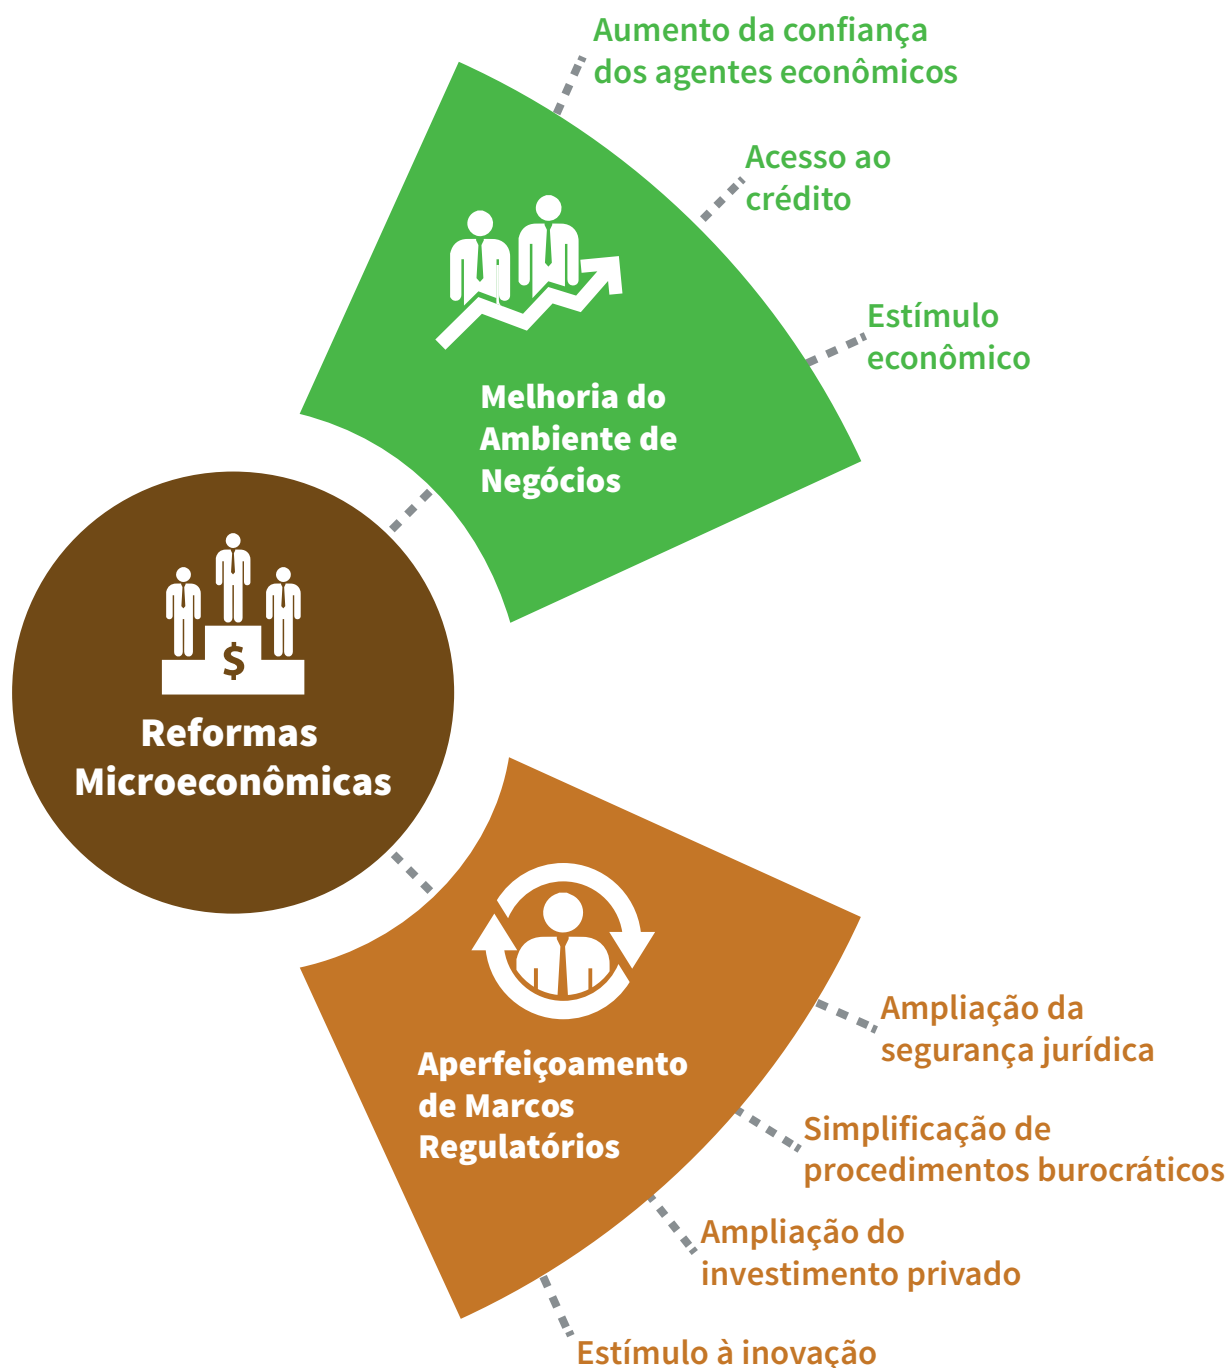 Aumento da confiança
dos agentes econômicos
Acesso ao
crédito
Estímulo
econômico
Melhoria do
Ambiente de
Negócios
$
Reformas
Microeconômicas
Aperfeiçoamento
de Marcos
Regulatórios
Ampliação da
segurança jurídica
Simplificação de
procedimentos burocráticos
Ampliação do
investimento privado
Estímulo à inovação